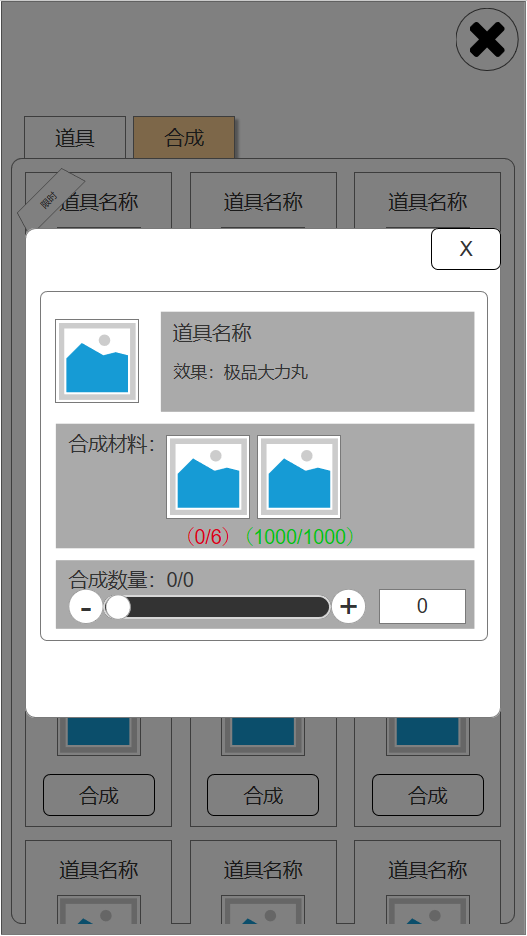 道具
合成
限时
道具名称
道具名称
道具名称
X
道具名称
效果：极品大力丸
合成材料：
（0/6）
（1000/1000）
合成数量：0/0
-
+
0
合成
合成
合成
道具名称
道具名称
道具名称